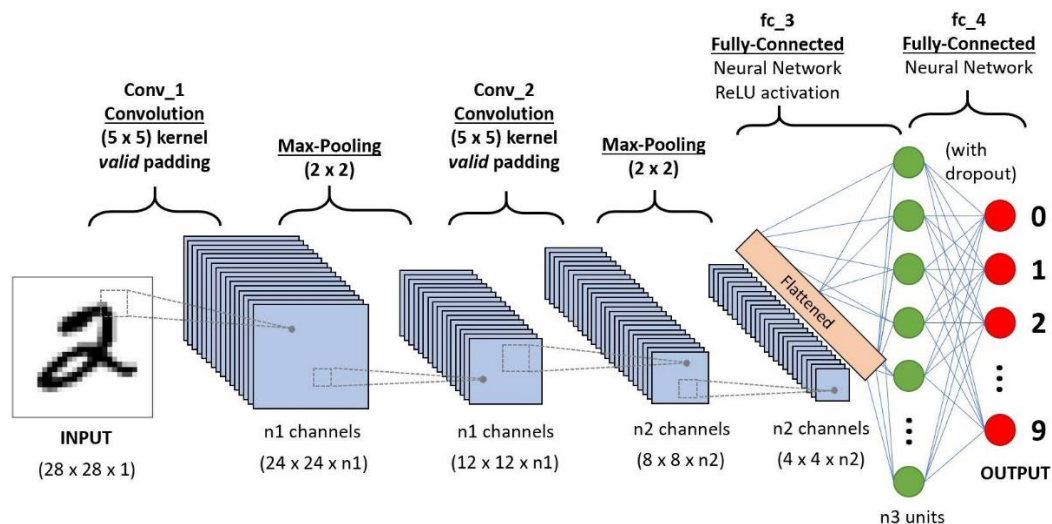 Conv_1
Convolution
(5 x 5) kernel
valid padding
Max-Pooling
(2 x 2)
Conv_2
Convolution
(5 x 5) kernel
valid padding
Max-Pooling
(2 x 2)
fc_3
Fully-Connected
Neural Network
ReLU activation
fc_4
Fully-Connected
Neural Network
(with
dropout)
Flattened
0
1
2
9
OUTPUT
INPUT
(28 x 28 x 1)
n1 channels
(24 x 24 x n1)
n1 channels
(12 x 12 x n1)
n2 channels
(8 x 8 x n2)
n2 channels
(4 x 4 x n2)
n3 units
2